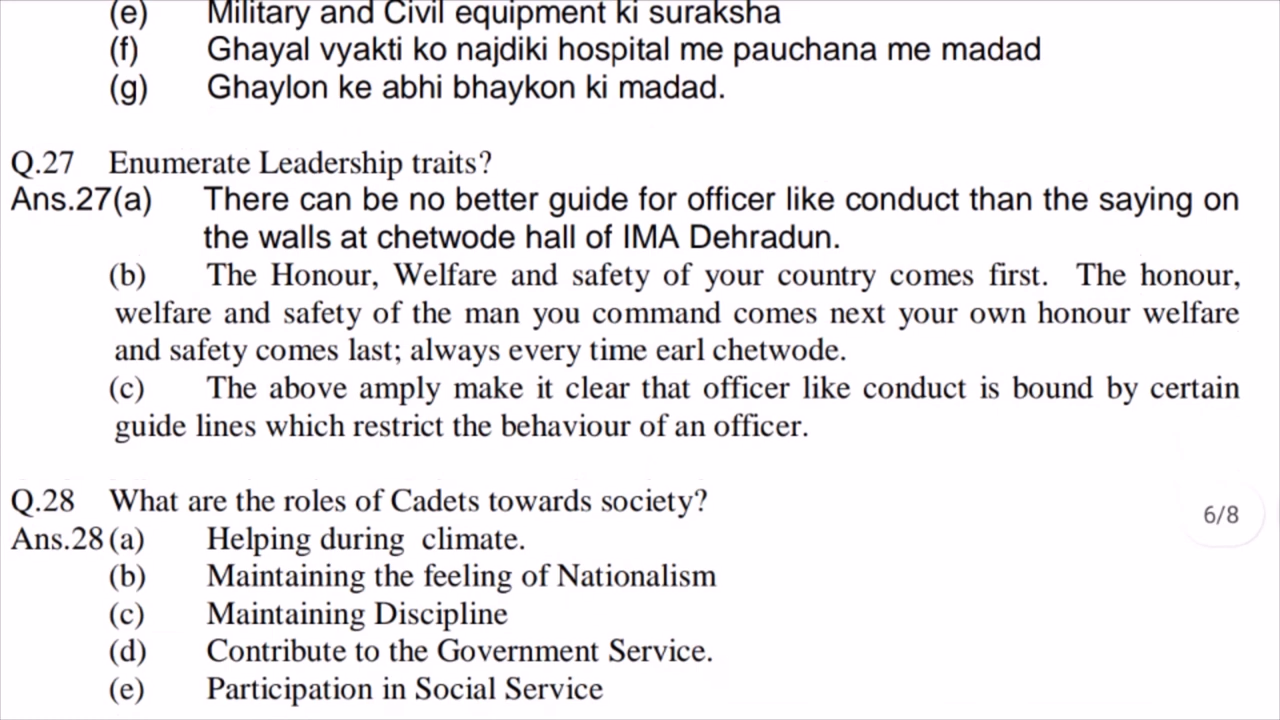 (e) Military and Civil equipment ki suraksha
(f) Ghayal vyakti ko najdiki hospital me pauchana me madad
(g) Ghaylon ke abhi bhaykon ki madad.
Q.27 Enumerate Leadership traits?
Ans.27(a) There can be no better guide for officer like conduct than the saying on
the walls at chetwode hall of IMA Dehradun.
(b) The Honour, Welfare and safety of your country comes first. The honour,
welfare and safety of the man you command comes next your own honour welfare
and safety comes last; always every time earl chetwode.
(c) The above amply make it clear that officer like conduct is bound by certain
guide lines which restrict the behaviour of an officer.
Q.28 What are the roles of Cadets towards society?
6/8
Ans.28 (a) Helping during climate.
(b) Maintaining the feeling of Nationalism
(c) Maintaining Discipline
(d) Contribute to the Government Service.
(e) Participation in Social Service